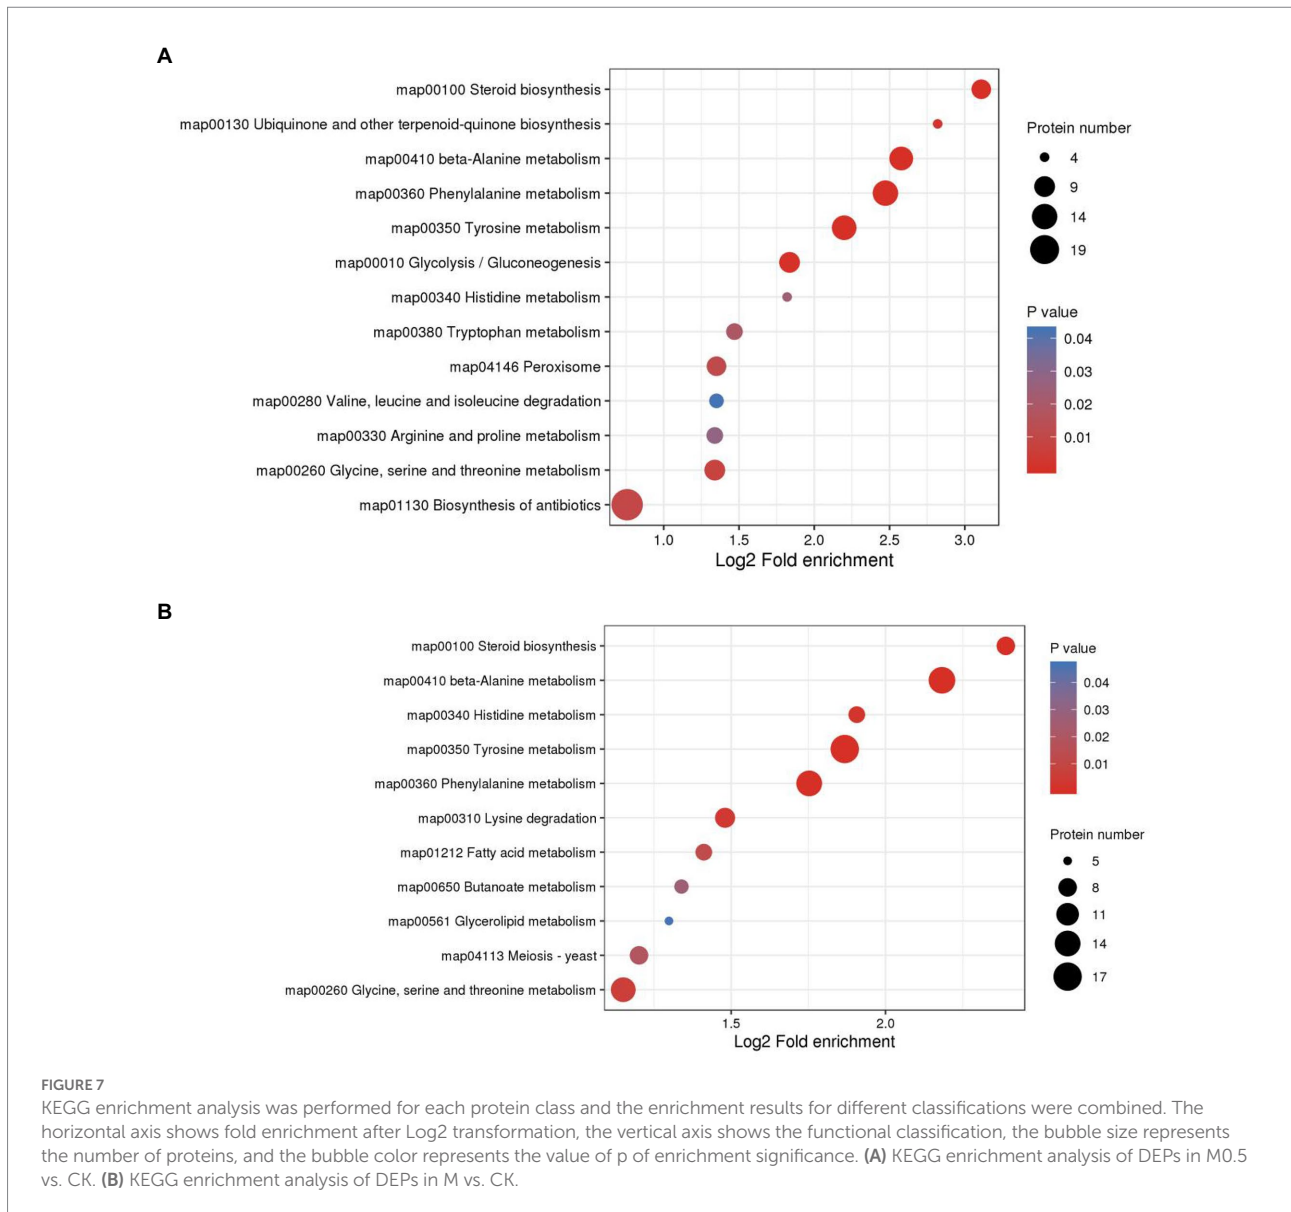 A
map00100 Steroid biosynthesis
map00130 Ubiquinone and other terpenoid-quinone biosynthesis
map00410 beta-Alanine metabolism
map00360 Phenylalanine metabolism
map00350 Tyrosine metabolism
map00010 Glycolysis / Gluconeogenesis
map00340 Histidine metabolism
map00380 Tryptophan metabolism
map04146 Peroxisome
map00280 Valine, leucine and isoleucine degradation
map00330 Arginine and proline metabolism
map00260 Glycine, serine and threonine metabolism
map01130 Biosynthesis of antibiotics
1.0 1.5 2.0 2.5 3.0
Log2 Fold enrichment
Protein number
4
9
14
19
P value
0.04
0.03
0.02
0.01
B
map00100 Steroid biosynthesis
map00410 beta-Alanine metabolism
map00340 Histidine metabolism
map00350 Tyrosine metabolism
map00360 Phenylalanine metabolism
map00310 Lysine degradation
map01212 Fatty acid metabolism
map00650 Butanoate metabolism
map00561 Glycerolipid metabolism
map04113 Meiosis - yeast
map00260 Glycine, serine and threonine metabolism
1.5 2.0
Log2 Fold enrichment
P value
0.04
0.03
0.02
0.01
Protein number
5
8
11
14
17
FIGURE 7
KEGG enrichment analysis was performed for each protein class and the enrichment results for different classifications were combined. The
horizontal axis shows fold enrichment after Log2 transformation, the vertical axis shows the functional classification, the bubble size represents
the number of proteins, and the bubble color represents the value of p of enrichment significance. (A) KEGG enrichment analysis of DEPs in M0.5
vs. CK. (B) KEGG enrichment analysis of DEPs in M vs. CK.